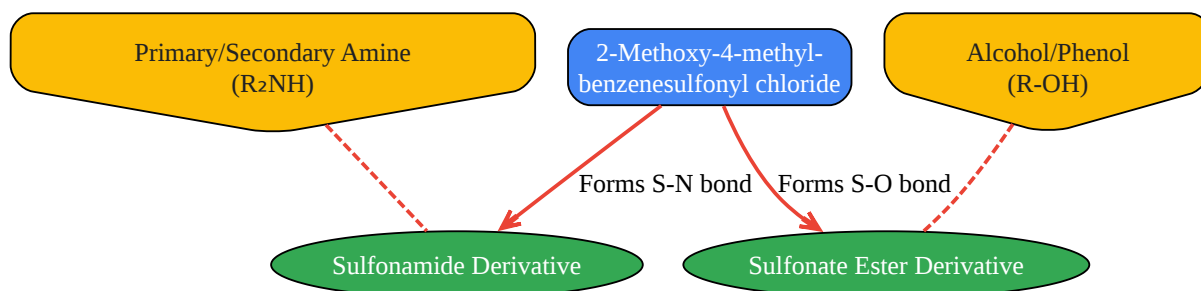 Primary/Secondary Amine
(R₂NH)
2-Methoxy-4-methyl-
benzenesulfonyl chloride
Alcohol/Phenol
(R-OH)
Forms S-N bond
Forms S-O bond
Sulfonamide Derivative
Sulfonate Ester Derivative